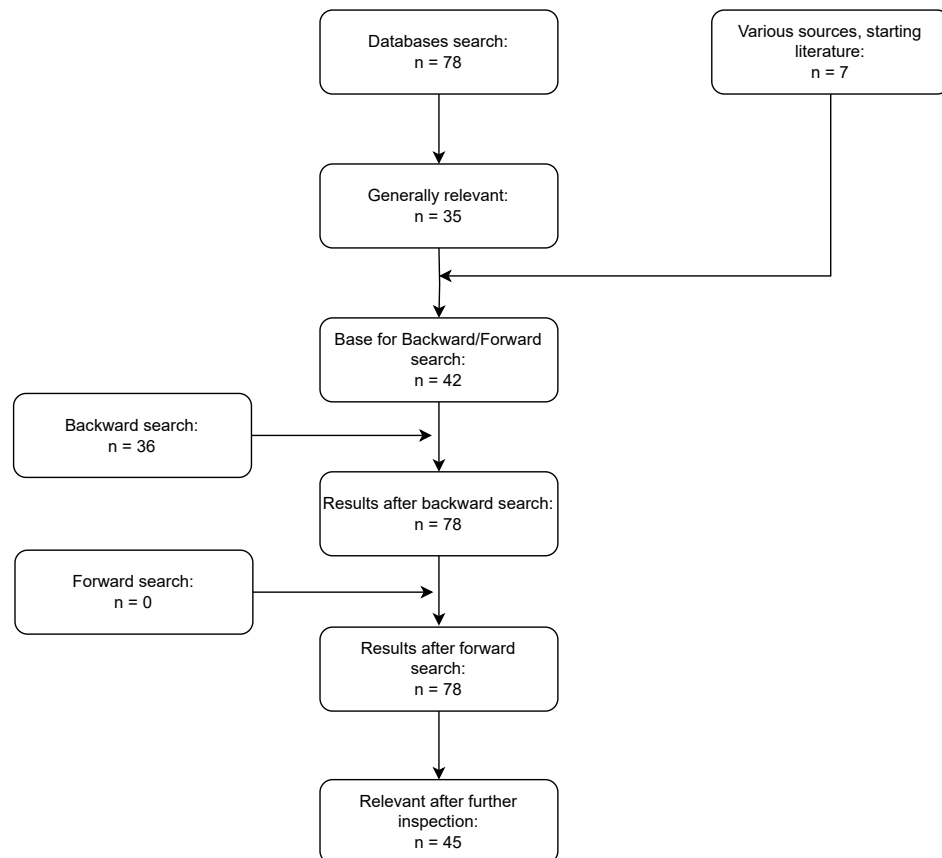 Databases search:
n = 78
Various sources, starting
literature:
n = 7
Generally relevant:
n = 35
Base for Backward/Forward
search:
n = 42
Backward search:
n = 36
Results after backward search:
n = 78
Forward search:
n = 0
Results after forward
search:
n = 78
Relevant after further
inspection:
n = 45